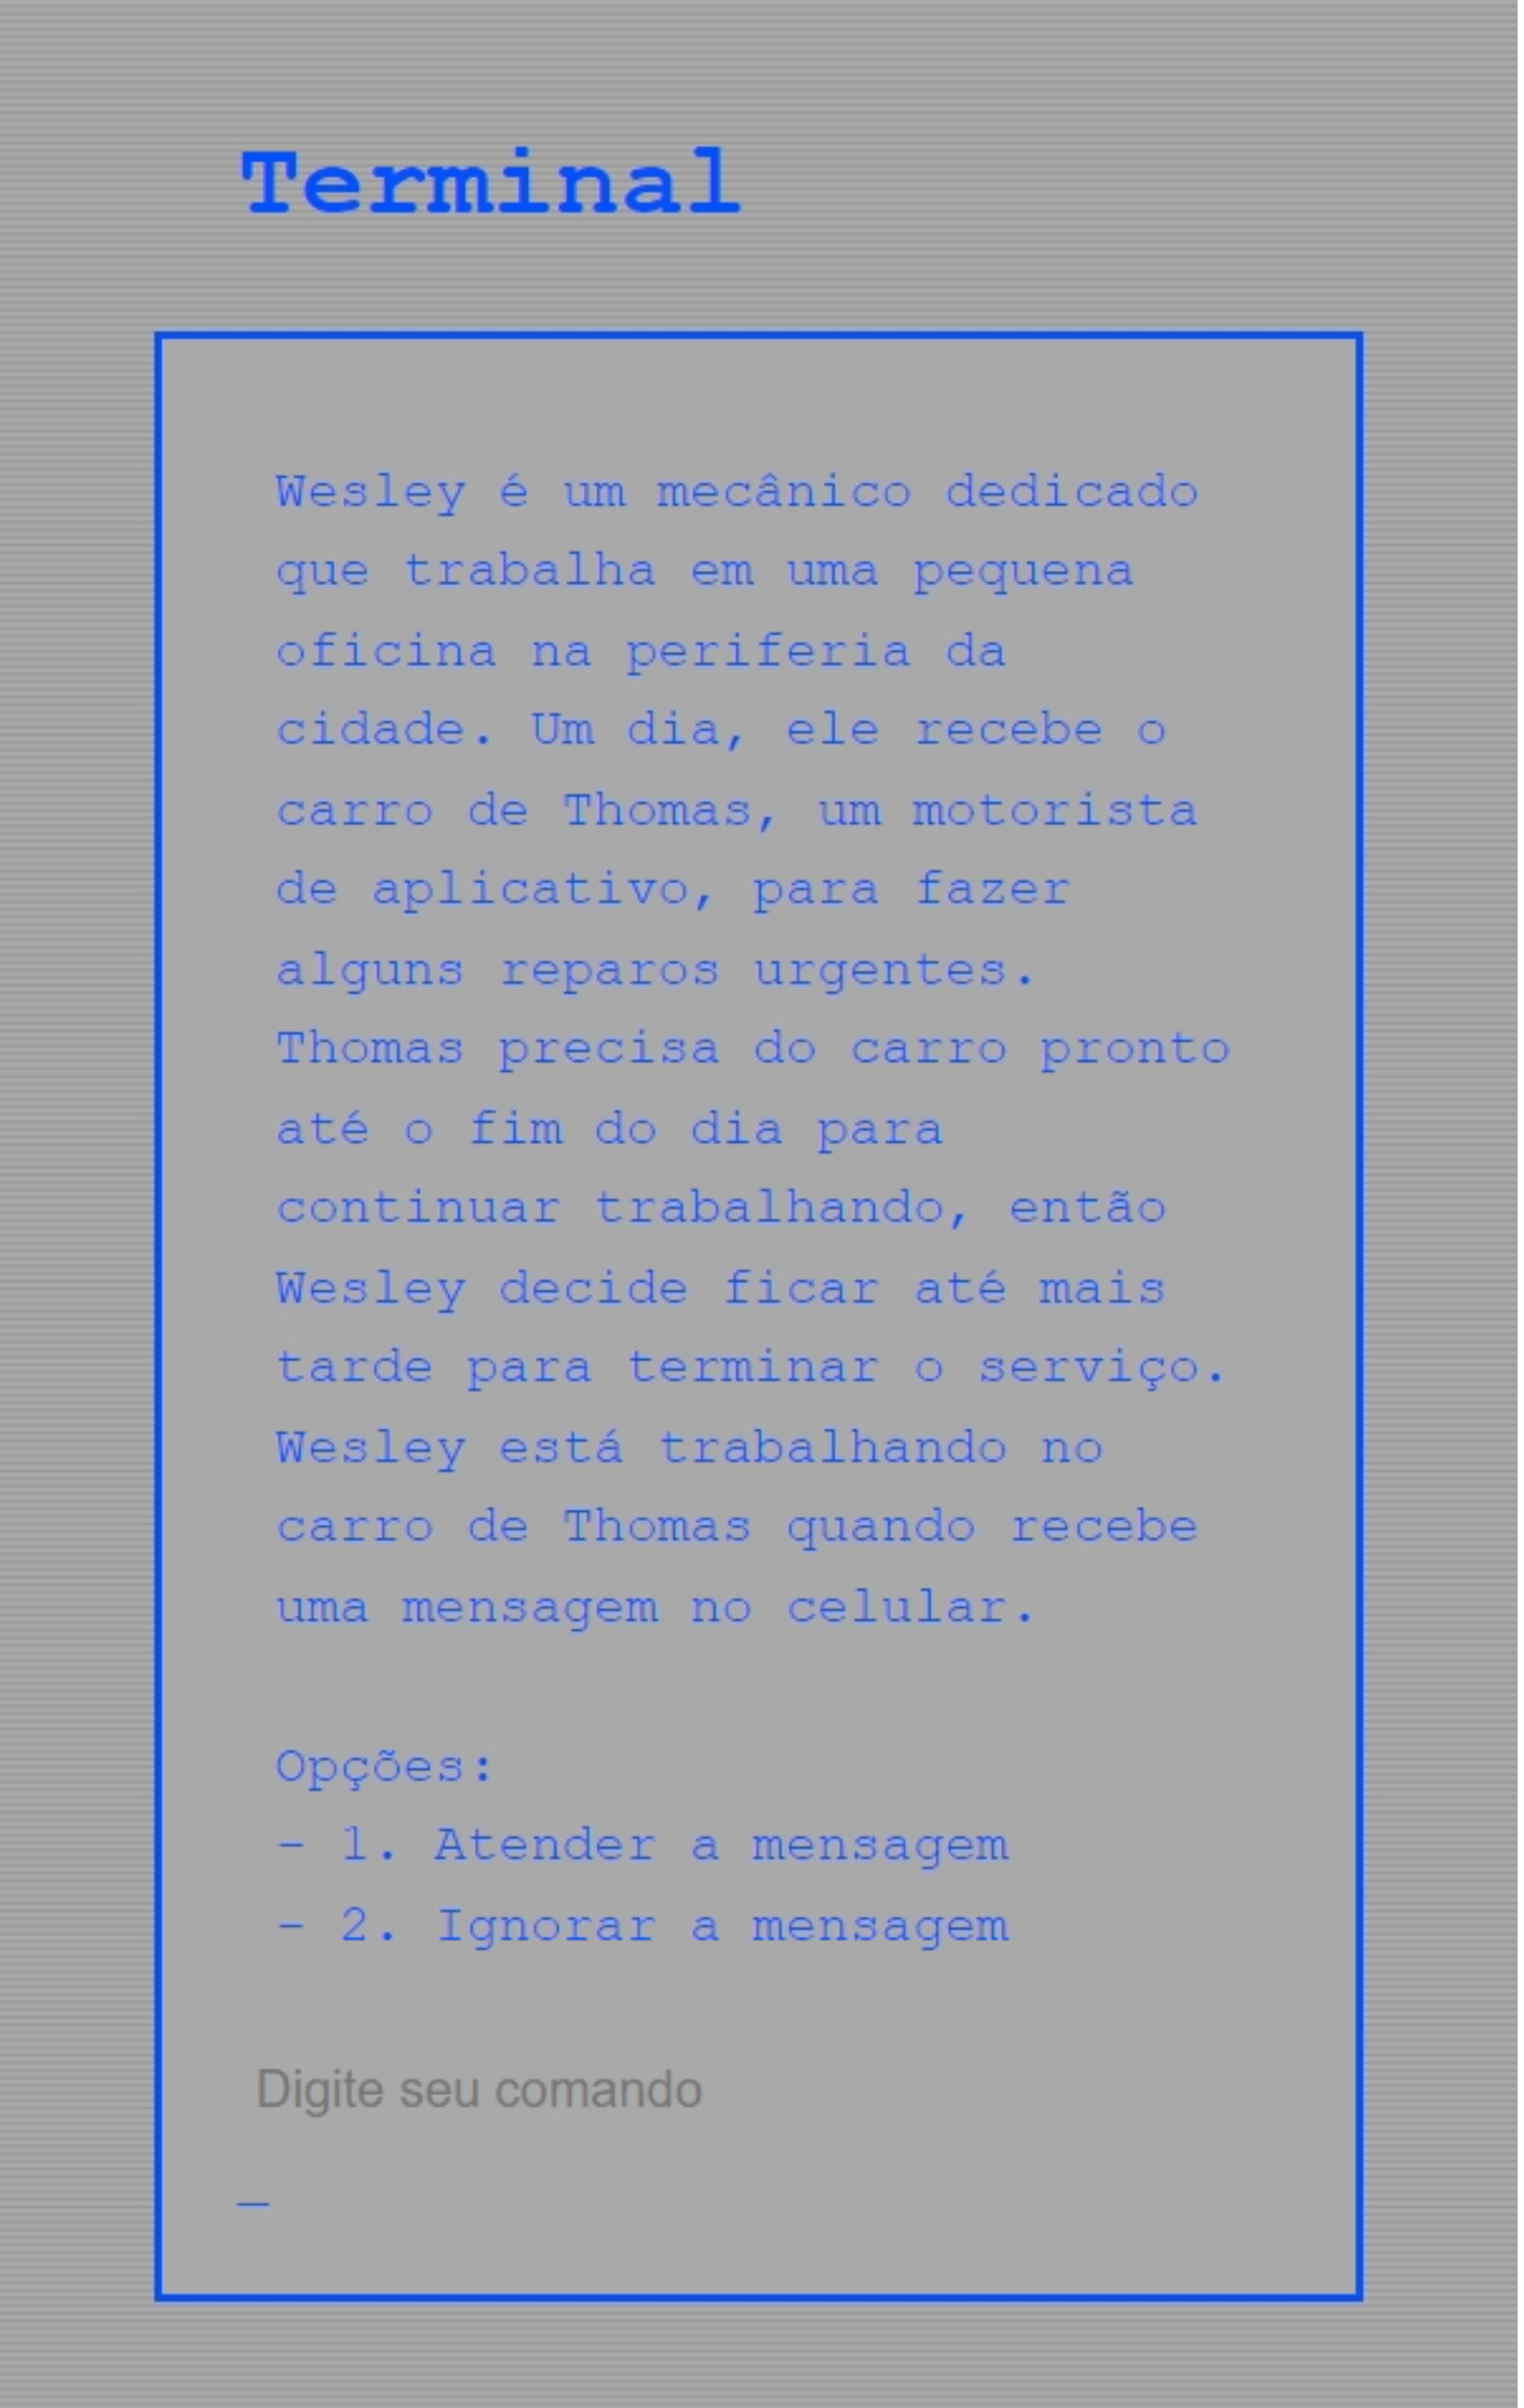 Terminal
Wesley é um mecânico dedicado
que trabalha em uma pequena
oficina na periferia da
cidade. Um dia, ele recebe o
carro de Thomas, um motorista
de aplicativo, para fazer
alguns reparos urgentes.
Thomas precisa do carro pronto
até o fim do dia para
continuar trabalhando, então
Wesley decide ficar até mais
tarde para terminar o serviço.
Wesley está trabalhando no
carro de Thomas quando recebe
uma mensagem no celular.
Opções:
- 1. Atender a mensagem
- 2. Ignorar a mensagem
Digite seu comando
_